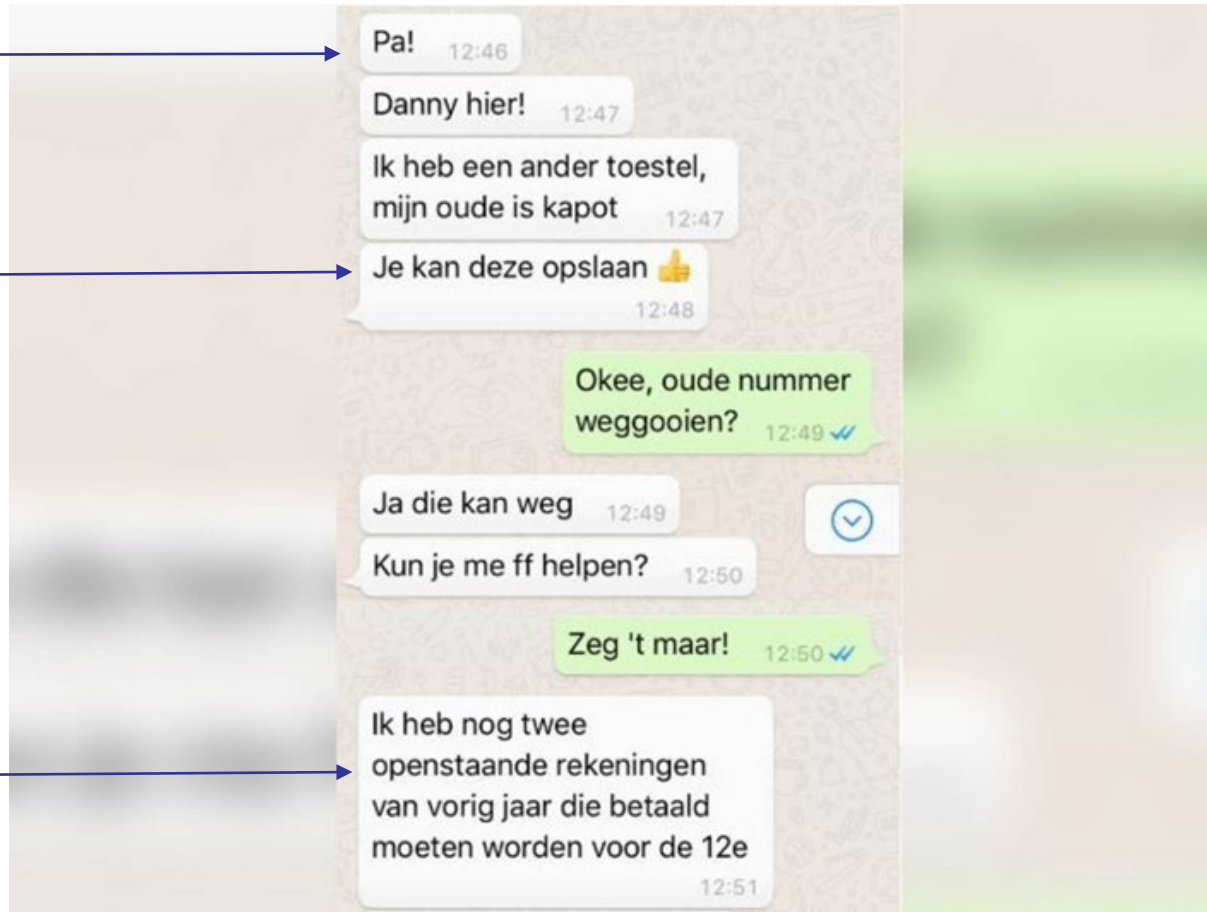 Pa! 12:46
Danny hier! 12:47
Ik heb een ander toestel,
mijn oude is kapot 12:47
Je kan deze opslaan 👍
12:48
Okee, oude nummer
weggooien? 12:49
Ja die kan weg 12:49
Kun je me ff helpen? 12:50
Zeg 't maar! 12:50
Ik heb nog twee
openstaande rekeningen
van vorig jaar die betaald
moeten worden voor de 12e
12:51